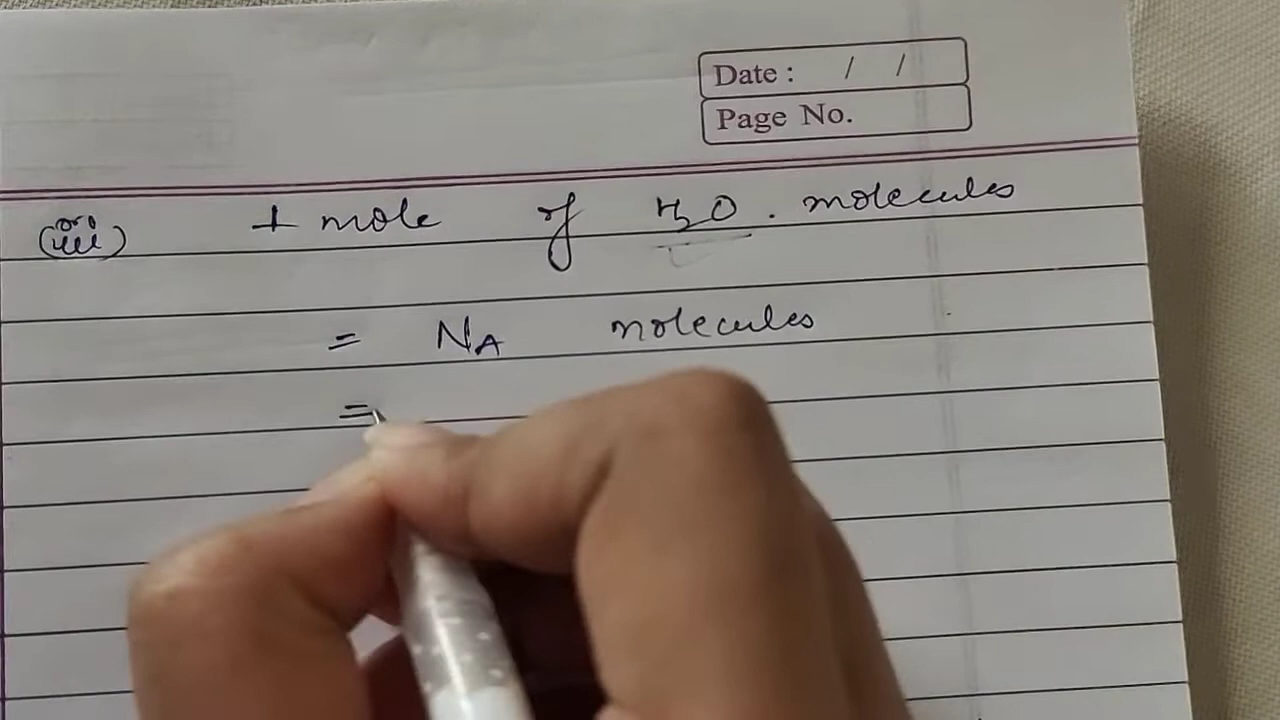 Date : / /
Page No.
(iii) 1 mole of H2O . molecules
= NA molecules
=